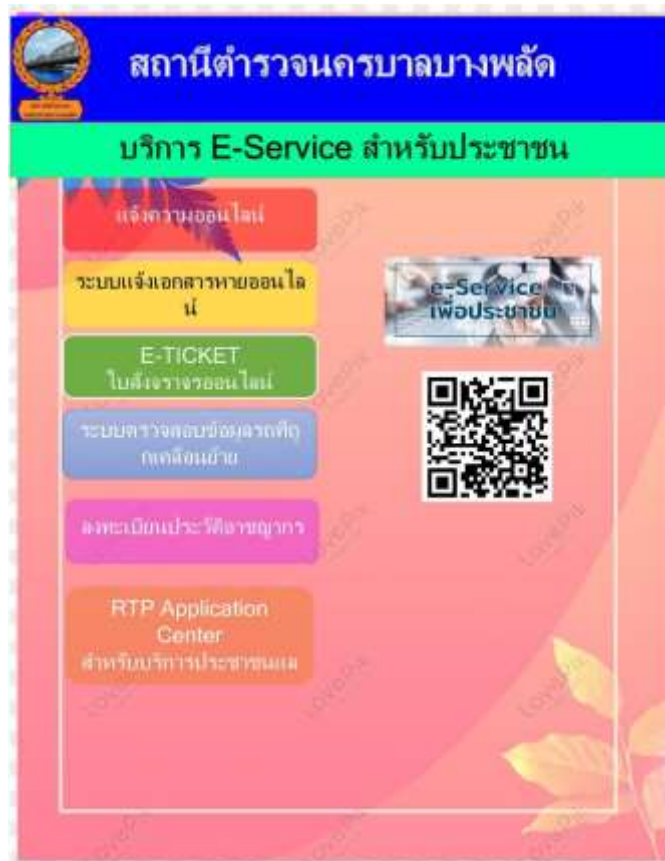 สถานีตำรวจนครบาลบางพลัด
บริการ E-Service สำหรับประชาชน
แจ้งความออนไลน์
ระบบแจ้งเอกสารหายออนไล
น์
E-TICKET
ใบสั่งจราจรออนไลน์
ระบบตรวจสอบข้อมูลรถที่ถู
กเคลื่อนย้าย
ลงทะเบียนประวัติอาชญากร
RTP Application
Center
สำหรับบริการประชาชนแล
e-Service
เพื่อประชาชน
LovePik
LovePik
LovePik
LovePik
LovePik
LovePik
LovePik
LovePik
LovePik